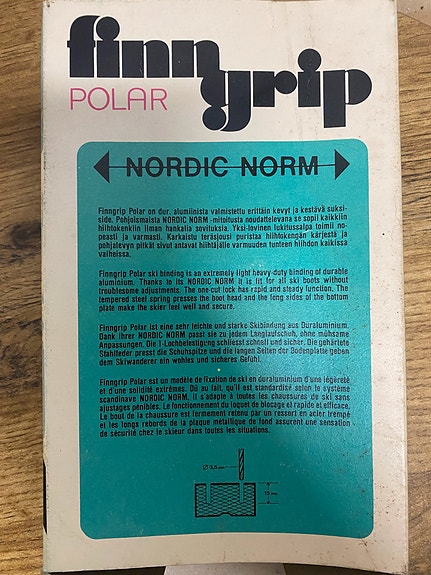 finn
grip
POLAR
NORDIC NORM
Finngrip Polar on dur. alumiinista valmistettu erittäin kevyt ja kestävä suksi-
side. Pohjoismaista NORDIC NORM -mitoitusta noudattelevana se sopii kaikkiin
hiihtokenkiin ilman hankalia sovituksia. Yksi-lovinen lukitussalpa toimii no-
peasti ja varmasti. Karkaistu teräsjousi puristaa hiihtokengän kärjestä ja
pohjalevyn pitkät sivut antavat hiihtäjälle varmuuden tunteen hiihdon kaikissa
vaiheissa.
Finngrip Polar ski binding is an extremely light heavy-duty binding of durable
aluminium. Thanks to its NORDIC NORM it is fit for all ski boots without
troublesome adjustments. The one-cut lock has rapid and steady function. The
tempered steel spring presses the boot head and the long sides of the bottom
plate make the skier feel well and secure.
Finngrip Polar ist eine sehr leichte und starke Skibindung aus Duraluminium.
Dank ihrer NORDIC NORM passt sie zu jedem Langlaufschuh, ohne mühsame
Anpassungen. Die 1-Lochbefestigung schliesst schnell und sicher. Die gehärtete
Stahlfeder presst die Schuhspitze und die langen Seiten der Bodenplatte geben
dem Skiwanderer ein wohles und sicheres Gefühl.
Finngrip Polar est un modèle de fixation de ski en duraluminium d'une légèreté
et d'une solidité extrêmes. Dû au fait, qu'il est standardisé selon le système
scandinave NORDIC NORM, il s'adapte à toutes les chaussures de ski sans
ajustages pénibles. Le fonctionnement du loquet de blocage et rapide et efficace.
Le bout de la chaussure est fermement retenu par un ressort en acier trempé
et les longs rebords de la plaque métallique de fond assurent une sensation
de sécurité chez le skieur dans toutes les situations.
Ø 3,5 mm
15 mm